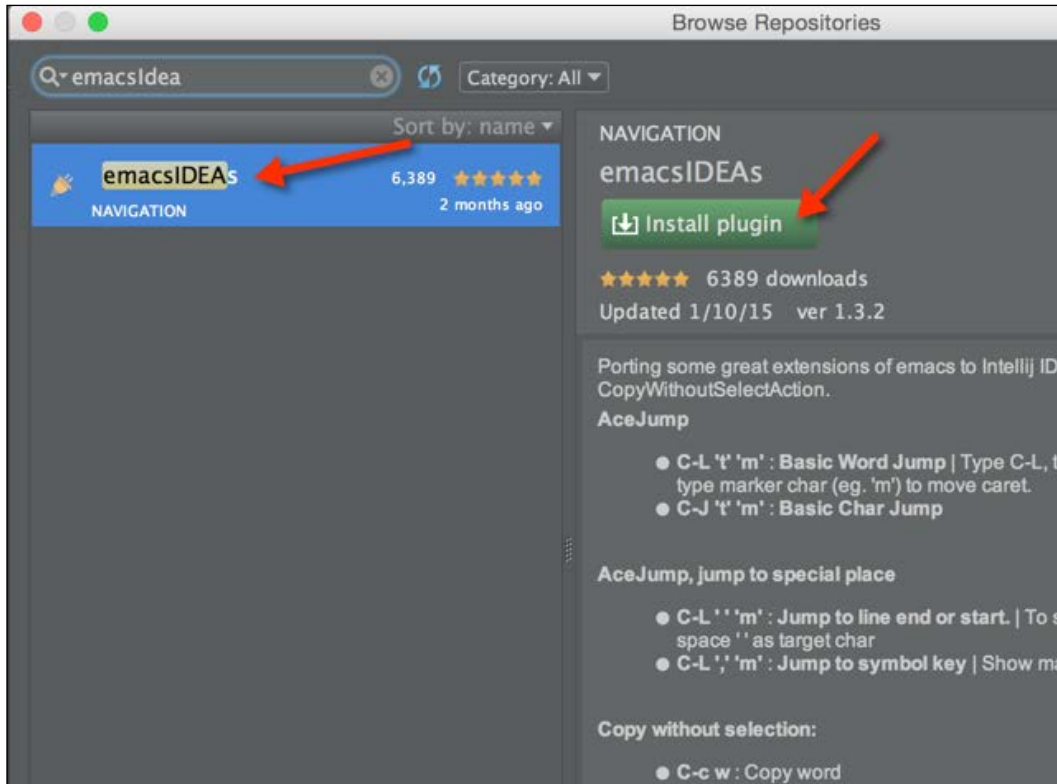 Browse Repositories
emacsIdea
Category: All
Sort by: name
emacsIDEAs 6,389
NAVIGATION 2 months ago
NAVIGATION
emacsIDEAs
Install plugin
6389 downloads
Updated 1/10/15 ver 1.3.2
Porting some great extensions of emacs to Intellij ID
CopyWithoutSelectAction.
AceJump
● C-L 't' 'm' : Basic Word Jump | Type C-L, t
type marker char (eg. 'm') to move caret.
● C-J 't' 'm' : Basic Char Jump
AceJump, jump to special place
● C-L ' ' 'm' : Jump to line end or start. | To s
space ' ' as target char
● C-L ',' 'm' : Jump to symbol key | Show ma
Copy without selection:
● C-c w : Copy word